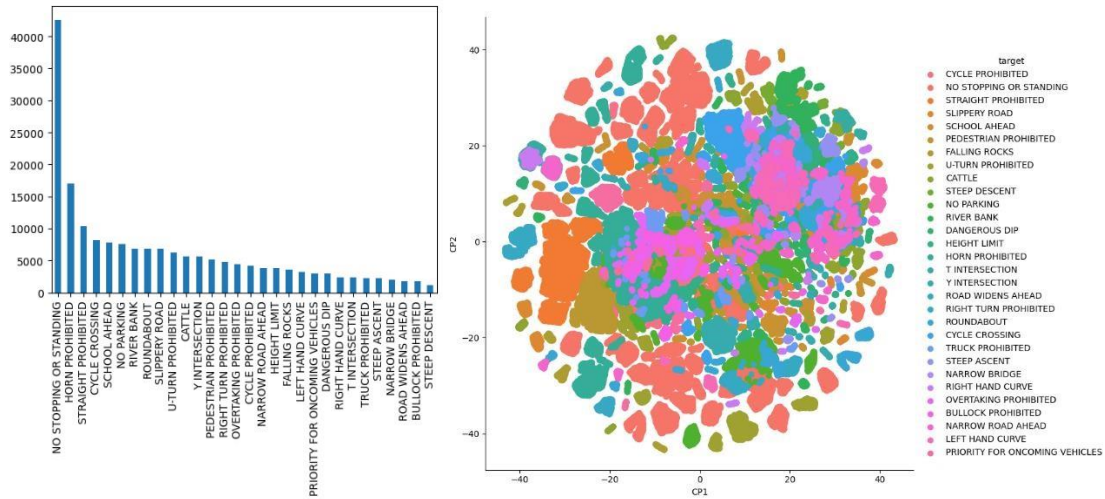 40000
35000
30000
25000
20000
15000
10000
5000
0
NO STOPPING OR STANDING
HORN PROHIBITED
STRAIGHT PROHIBITED
CYCLE CROSSING
SCHOOL AHEAD
NO PARKING
RIVER BANK
ROUNDABOUT
SLIPPERY ROAD
U-TURN PROHIBITED
CATTLE
Y INTERSECTION
PEDESTRIAN PROHIBITED
RIGHT TURN PROHIBITED
OVERTAKING PROHIBITED
CYCLE PROHIBITED
NARROW ROAD AHEAD
HEIGHT LIMIT
FALLING ROCKS
LEFT HAND CURVE
PRIORITY FOR ONCOMING VEHICLES
DANGEROUS DIP
RIGHT HAND CURVE
T INTERSECTION
TRUCK PROHIBITED
STEEP ASCENT
NARROW BRIDGE
ROAD WIDENS AHEAD
BULLOCK PROHIBITED
STEEP DESCENT
40
20
0
−20
−40
CP2
−40 −20 0 20 40
CP1
target
CYCLE PROHIBITED
NO STOPPING OR STANDING
STRAIGHT PROHIBITED
SLIPPERY ROAD
SCHOOL AHEAD
PEDESTRIAN PROHIBITED
FALLING ROCKS
U-TURN PROHIBITED
CATTLE
STEEP DESCENT
NO PARKING
RIVER BANK
DANGEROUS DIP
HEIGHT LIMIT
HORN PROHIBITED
T INTERSECTION
Y INTERSECTION
ROAD WIDENS AHEAD
RIGHT TURN PROHIBITED
ROUNDABOUT
CYCLE CROSSING
TRUCK PROHIBITED
STEEP ASCENT
NARROW BRIDGE
RIGHT HAND CURVE
OVERTAKING PROHIBITED
BULLOCK PROHIBITED
NARROW ROAD AHEAD
LEFT HAND CURVE
PRIORITY FOR ONCOMING VEHICLES